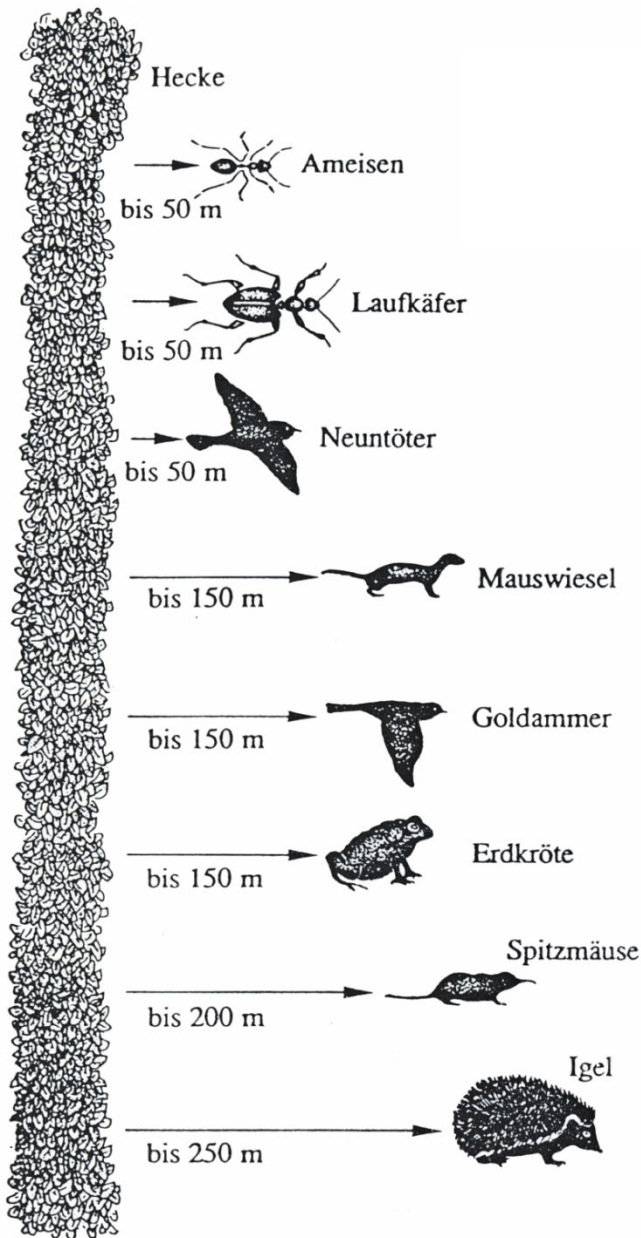 Hecke
Ameisen
bis 50 m
Laufkäfer
bis 50 m
Neuntöter
bis 50 m
Mauswiesel
bis 150 m
Goldammer
bis 150 m
Erdkröte
bis 150 m
Spitzmäuse
bis 200 m
Igel
bis 250 m